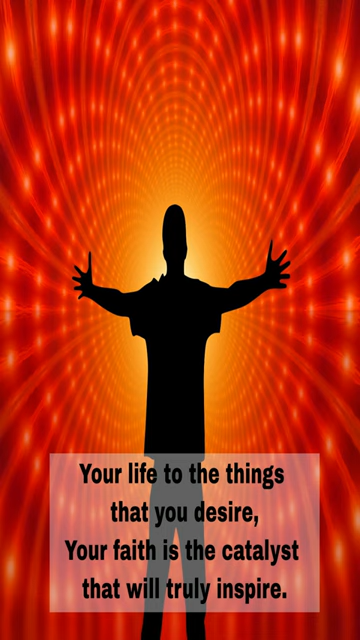 Your life to the things
that you desire,
Your faith is the catalyst
that will truly inspire.